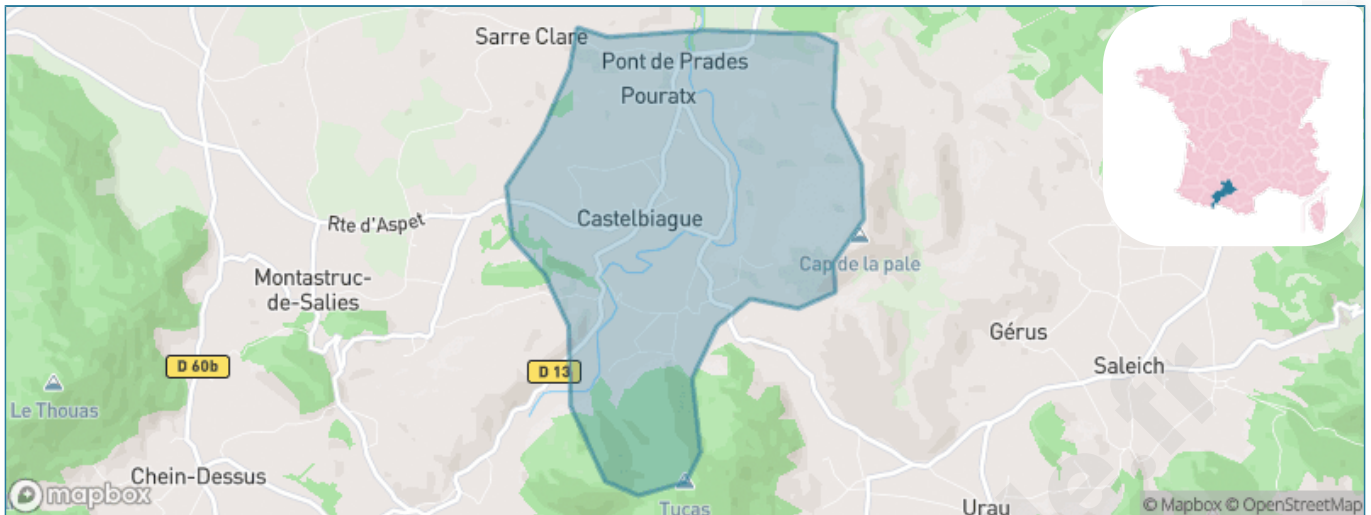 Sarre Clare
Pont de Prades
Pouratx
Castelbiague
Rte d'Aspet
Cap de la pale
Montastruc-
de-Salies
Gérus
Saleich
D 60b
D 13
Le Thouas
Chein-Dessus
Tucas
Urau
mapbox
© Mapbox © OpenStreetMap